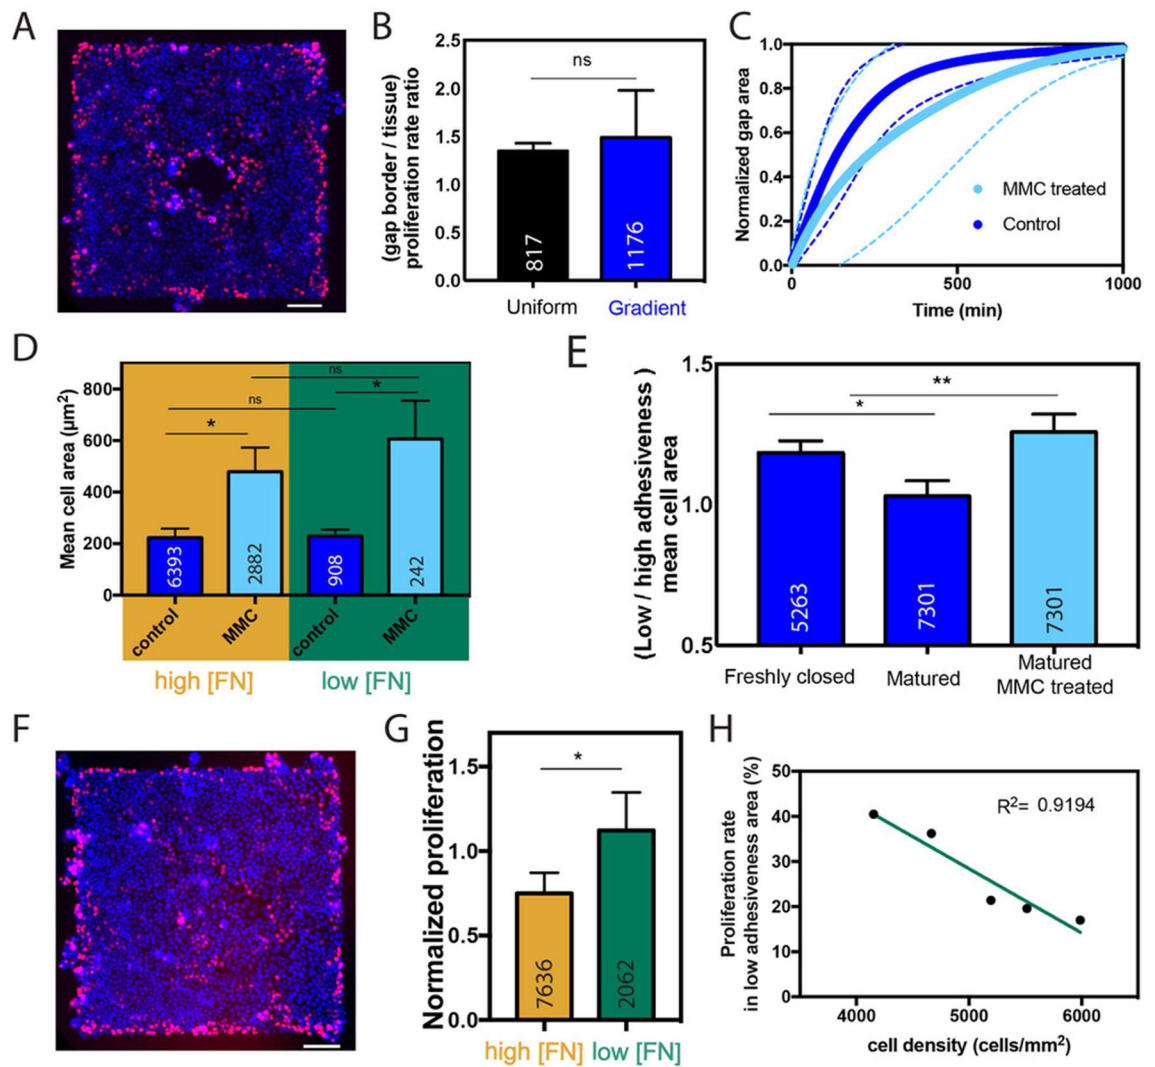 A
B
(gap border / tissue)
proliferation rate ratio
2.5
2.0
1.5
1.0
0.5
0.0
ns
817
1176
Uniform
Gradient
C
Normalized gap area
1.0
0.8
0.6
0.4
0.2
0.0
MMC treated
Control
0
500
1000
Time (min)
D
Mean cell area (µm²)
800
600
400
200
0
ns
*
ns
*
6393
2882
908
242
control
MMC
control
MMC
high [FN]
low [FN]
E
(Low / high adhesiveness )
mean cell area
1.5
1.0
0.5
**
*
5263
7301
7301
Freshly closed
Matured
Matured
MMC treated
F
G
Normalized proliferation
1.5
1.0
0.5
0.0
*
7636
2062
high [FN]
low [FN]
H
Proliferation rate
in low adhesiveness area (%)
50
40
30
20
10
0
R²= 0.9194
4000
5000
6000
cell density (cells/mm²)